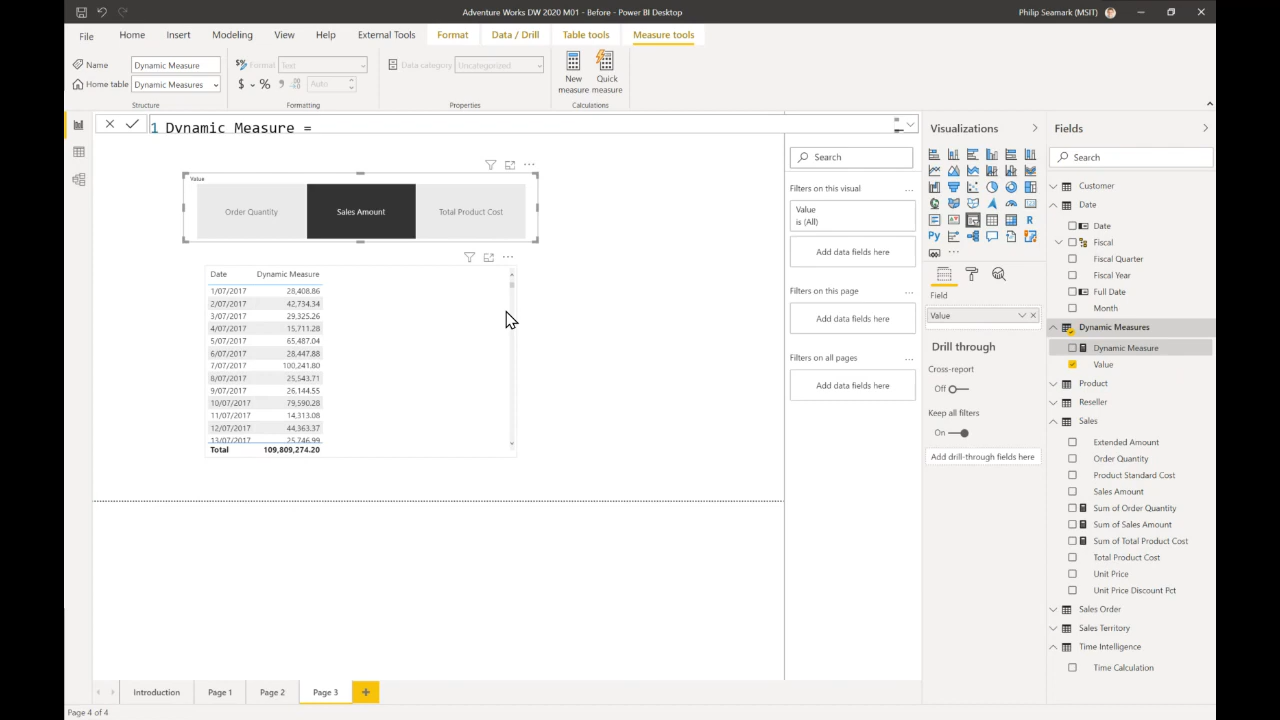 Adventure Works DW 2020 M01 - Before - Power BI Desktop
Philip Seamark (MSIT)
File
Home
Insert
Modeling
View
Help
External Tools
Format
Data / Drill
Table tools
Measure tools
Name
Dynamic Measure
Home table
Dynamic Measures
Structure
Format
Text
$
%
Auto
Formatting
Data category
Uncategorized
Properties
New
measure
Quick
measure
Calculations
1 Dynamic Measure =
Value
Order Quantity
Sales Amount
Total Product Cost
Date Dynamic Measure
1/07/2017 28,408.86
2/07/2017 42,734.34
3/07/2017 29,325.26
4/07/2017 15,711.28
5/07/2017 65,487.04
6/07/2017 28,447.88
7/07/2017 100,241.80
8/07/2017 25,543.71
9/07/2017 26,144.55
10/07/2017 79,590.28
11/07/2017 14,313.08
12/07/2017 44,363.37
13/07/2017 25,746.99
Total 109,809,274.20
Search
Filters on this visual
Value
is (All)
Add data fields here
Filters on this page
Add data fields here
Filters on all pages
Add data fields here
Visualizations
R
Py
Field
Value
Drill through
Cross-report
Off
Keep all filters
On
Add drill-through fields here
Fields
Search
Customer
Date
Date
Fiscal
Fiscal Quarter
Fiscal Year
Full Date
Month
Dynamic Measures
Dynamic Measure
Value
Product
Reseller
Sales
Extended Amount
Order Quantity
Product Standard Cost
Sales Amount
Sum of Order Quantity
Sum of Sales Amount
Sum of Total Product Cost
Total Product Cost
Unit Price
Unit Price Discount Pct
Sales Order
Sales Territory
Time Intelligence
Time Calculation
Introduction
Page 1
Page 2
Page 3
Page 4 of 4